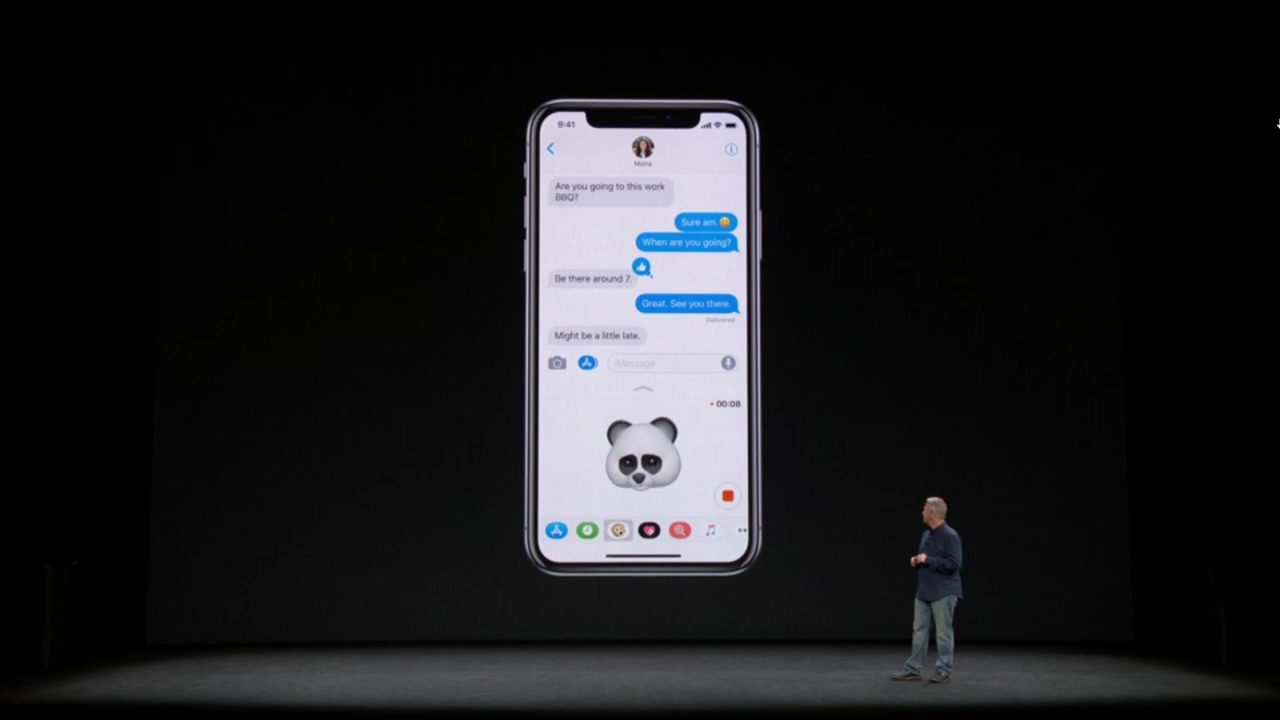 9:41
Moira
Are you going to this work
BBQ?
Sure am
When are you going?
Be there around 7.
Great. See you there.
Delivered
Might be a little late.
iMessage
00:08